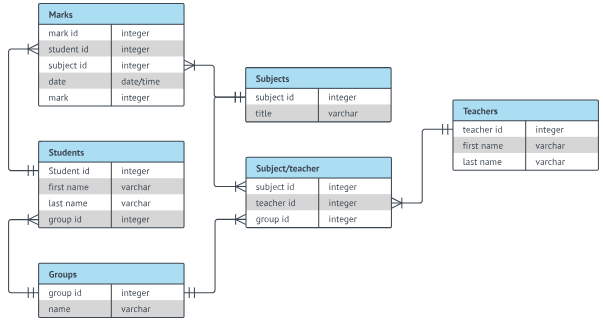 Marks
mark id integer
student id integer
subject id integer
date date/time
mark integer
Subjects
subject id integer
title varchar
Teachers
teacher id integer
first name varchar
last name varchar
Students
Student id integer
first name varchar
last name varchar
group id integer
Subject/teacher
subject id integer
teacher id integer
group id integer
Groups
group id integer
name varchar